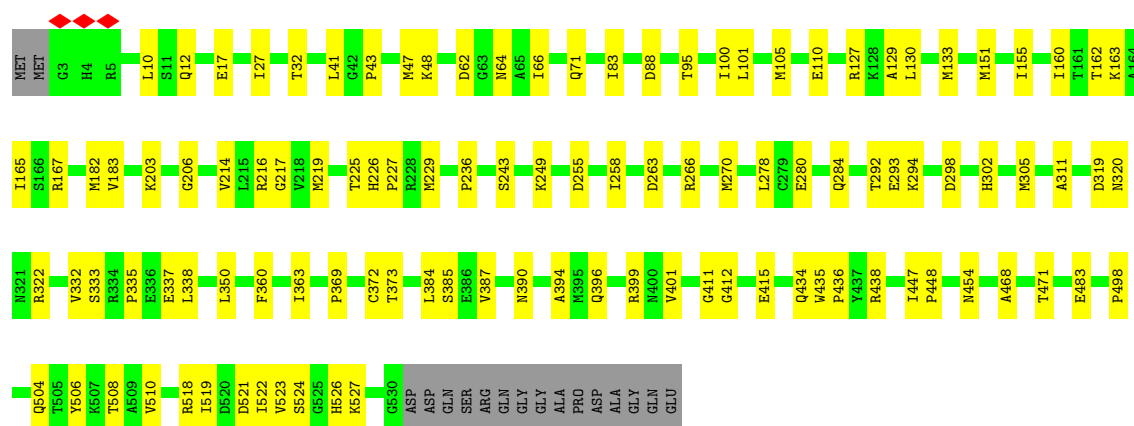 MET MET G3 H4 R5 L10 S11 Q12 E17 I27 T32 L41 G42 P43 M47 K48 D62 G63 N64 A65 I66 Q71 I83 D88 T95 I100 L101 M105 E110 R127 K128 A129 L130 M133 M151 I155 I160 T161 T162 K163 A164
I165 S166 R167 M182 V183 K203 G206 V214 L215 R216 G217 V218 M219 T225 H226 P227 R228 M229 P236 S243 K249 D255 I258 D263 R266 M270 L278 C279 E280 Q284 T292 E293 K294 D298 H302 M305 A311 D319 N320
N321 R322 V332 S333 R334 P335 E336 E337 L338 L350 F360 I363 P369 C372 T373 L384 S385 E386 V387 N390 A394 M395 Q396 R399 N400 V401 G411 G412 E415 Q434 W435 P436 Y437 R438 I447 P448 N454 A468 T471 E483 P498
Q504 T505 Y506 K507 T508 A509 V510 R518 I519 D520 D521 I522 V523 S524 G525 H526 K527 G530 ASP ASP GLN SER ARG GLN GLY GLY ALA PRO ASP ALA GLY GLN GLU